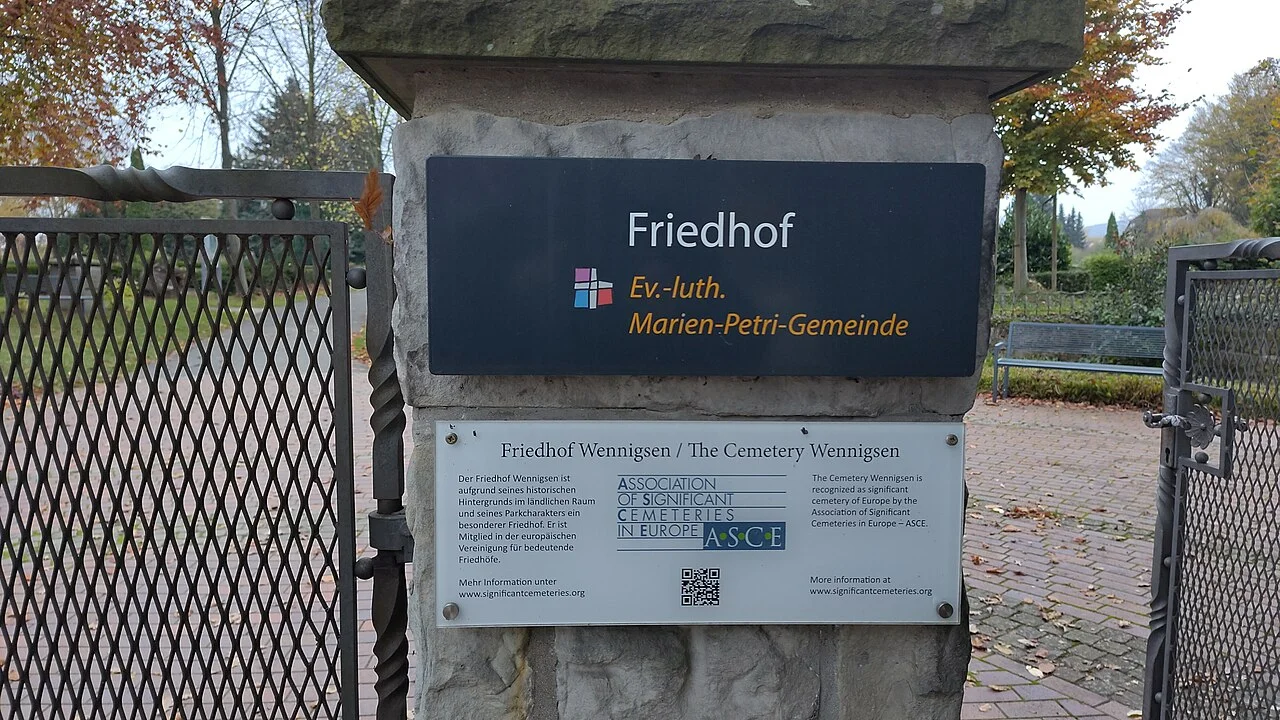 Friedhof
Ev.-luth.
Marien-Petri-Gemeinde
Friedhof Wennigsen / The Cemetery Wennigsen
Der Friedhof Wennigsen ist
aufgrund seines historischen
Hintergrunds im ländlichen Raum
und seines Parkcharakters ein
besonderer Friedhof. Er ist
Mitglied in der europäischen
Vereinigung für bedeutende
Friedhöfe.
Mehr Information unter
www.significantcemeteries.org
ASSOCIATION
OF SIGNIFICANT
CEMETERIES
IN EUROPE A•S•C•E
The Cemetery Wennigsen is
recognized as significant
cemetery of Europe by the
Association of Significant
Cemeteries in Europe – ASCE.
More information at
www.significantcemeteries.org